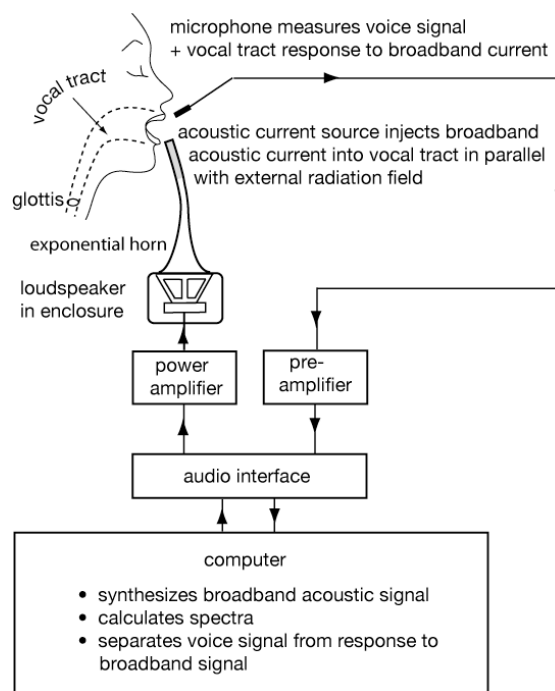 microphone measures voice signal
+ vocal tract response to broadband current
vocal tract
acoustic current source injects broadband
acoustic current into vocal tract in parallel
with external radiation field
glottis
exponential horn
loudspeaker
in enclosure
power
amplifier
pre-
amplifier
audio interface
computer
• synthesizes broadband acoustic signal
• calculates spectra
• separates voice signal from response to
broadband signal